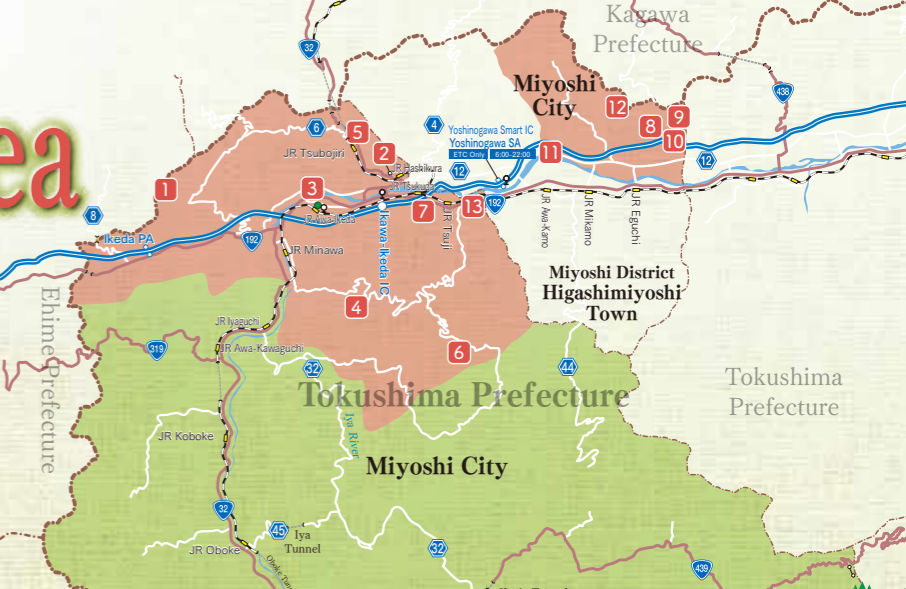 Kagawa
Prefecture
32
438
Miyoshi
City
12
9
8
10
ea
6
5
4
Yoshinogawa Smart IC
Yoshinogawa SA
ETC Only 6:00-22:00
11
JR Tsubojiri
2
JR Hashikura
12
12
1
3
JR Tsukuda
13
192
7
8
JR Awa-Ikeda
Ikeda PA
192
JR Minawa
Ikawa-Ikeda IC
JR Tsuji
JR Awa-Kamo
JR Mikamo
JR Eguchi
Miyoshi District
Higashimiyoshi
Town
4
Ehime Prefecture
JR Iyaguchi
319
JR Awa-Kawaguchi
6
32
44
Tokushima Prefecture
Tokushima
Prefecture
Iya River
JR Koboke
Miyoshi City
32
45
Iya
Tunnel
JR Oboke
32
439